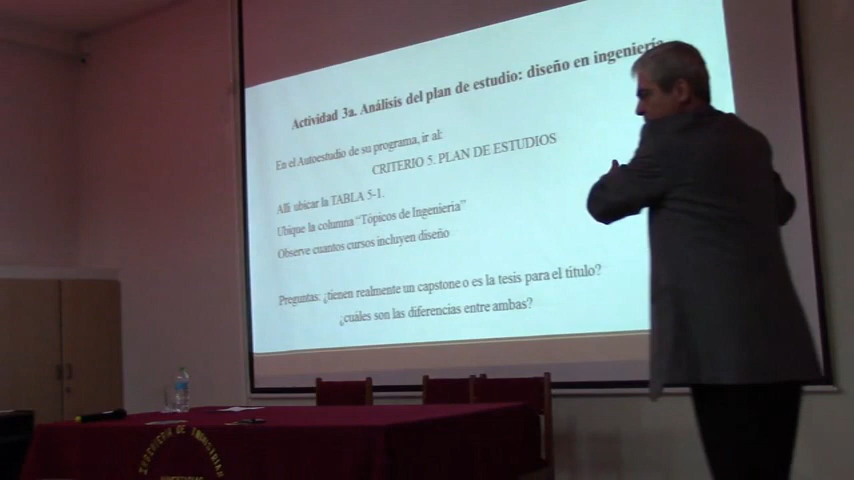 Actividad 3a. Análisis del plan de estudio: diseño en ingeniería
En el Autoestudio de su programa, ir al:
CRITERIO 5. PLAN DE ESTUDIOS
Allí ubicar la TABLA 5-1.
Ubique la columna “Tópicos de Ingeniería”
Observe cuantos cursos incluyen diseño
Preguntas: ¿tienen realmente un capstone o es la tesis para el título?
¿cuáles son las diferencias entre ambas?
INGENIERIA DE INDUSTRIAS